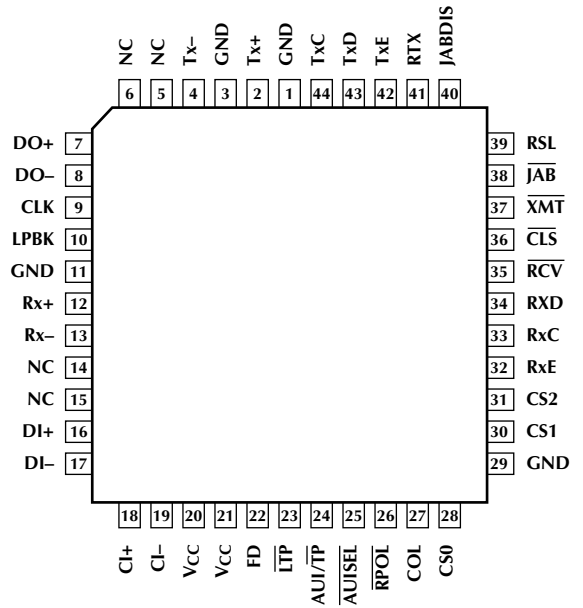 NC NC Tx– GND Tx+ GND TxC TxD TxE RTX JABDIS
6 5 4 3 2 1 44 43 42 41 40
DO+ 7 39 RSL
DO– 8 38 JAB
CLK 9 37 XMT
LPBK 10 36 CLS
GND 11 35 RCV
Rx+ 12 34 RXD
Rx– 13 33 RxC
NC 14 32 RxE
NC 15 31 CS2
DI+ 16 30 CS1
DI– 17 29 GND
18 19 20 21 22 23 24 25 26 27 28
CI+ CI– VCC VCC FD LTP AUI/TP AUISEL RPOL COL CS0